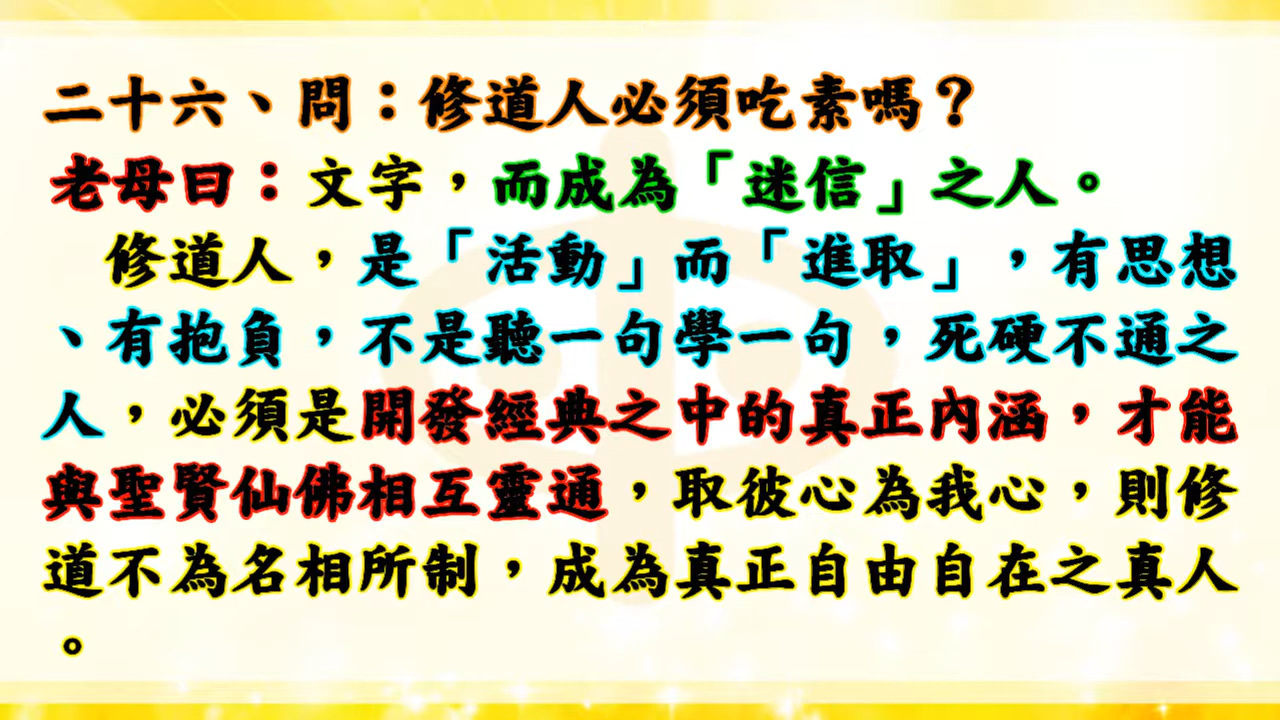 二十六、問：修道人必須吃素嗎？
老母曰：文字，而成為「迷信」之人。
修道人，是「活動」而「進取」，有思想
、有抱負，不是聽一句學一句，死硬不通之
人，必須是開發經典之中的真正內涵，才能
與聖賢仙佛相互靈通，取彼心為我心，則修
道不為名相所制，成為真正自由自在之真人
。